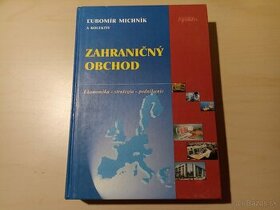 ĽUBOMÍR MICHNÍK
A KOLEKTÍV
ZAHRANIČNÝ
OBCHOD
Ekonomika - stratégia - podnikanie